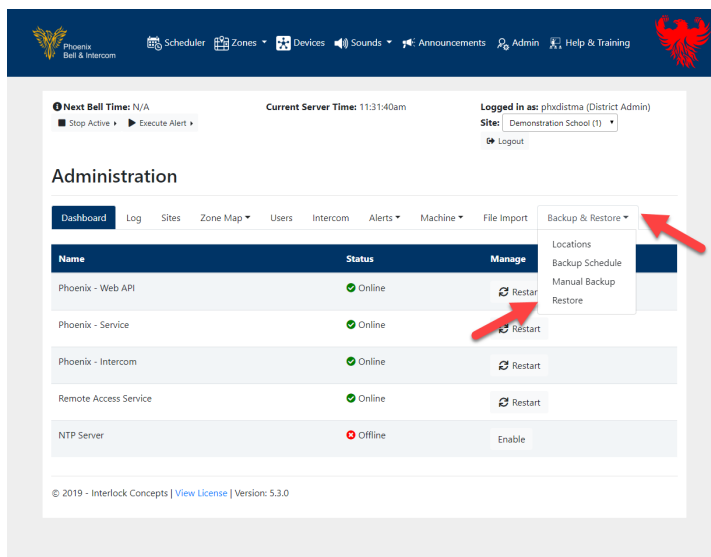 Phoenix
Bell & Intercom
Scheduler Zones Devices Sounds Announcements Admin Help & Training
Next Bell Time: N/A Current Server Time: 11:31:40am Logged in as: phxdistma (District Admin)
Stop Active Execute Alert Site: Demonstration School (1)
Logout
Administration
Dashboard Log Sites Zone Map Users Intercom Alerts Machine File Import Backup & Restore
Locations
Backup Schedule
Manual Backup
Restore
Name Status Manage
Phoenix - Web API Online Restar
Phoenix - Service Online Restart
Phoenix - Intercom Online Restart
Remote Access Service Online Restart
NTP Server Offline Enable
© 2019 - Interlock Concepts | View License | Version: 5.3.0